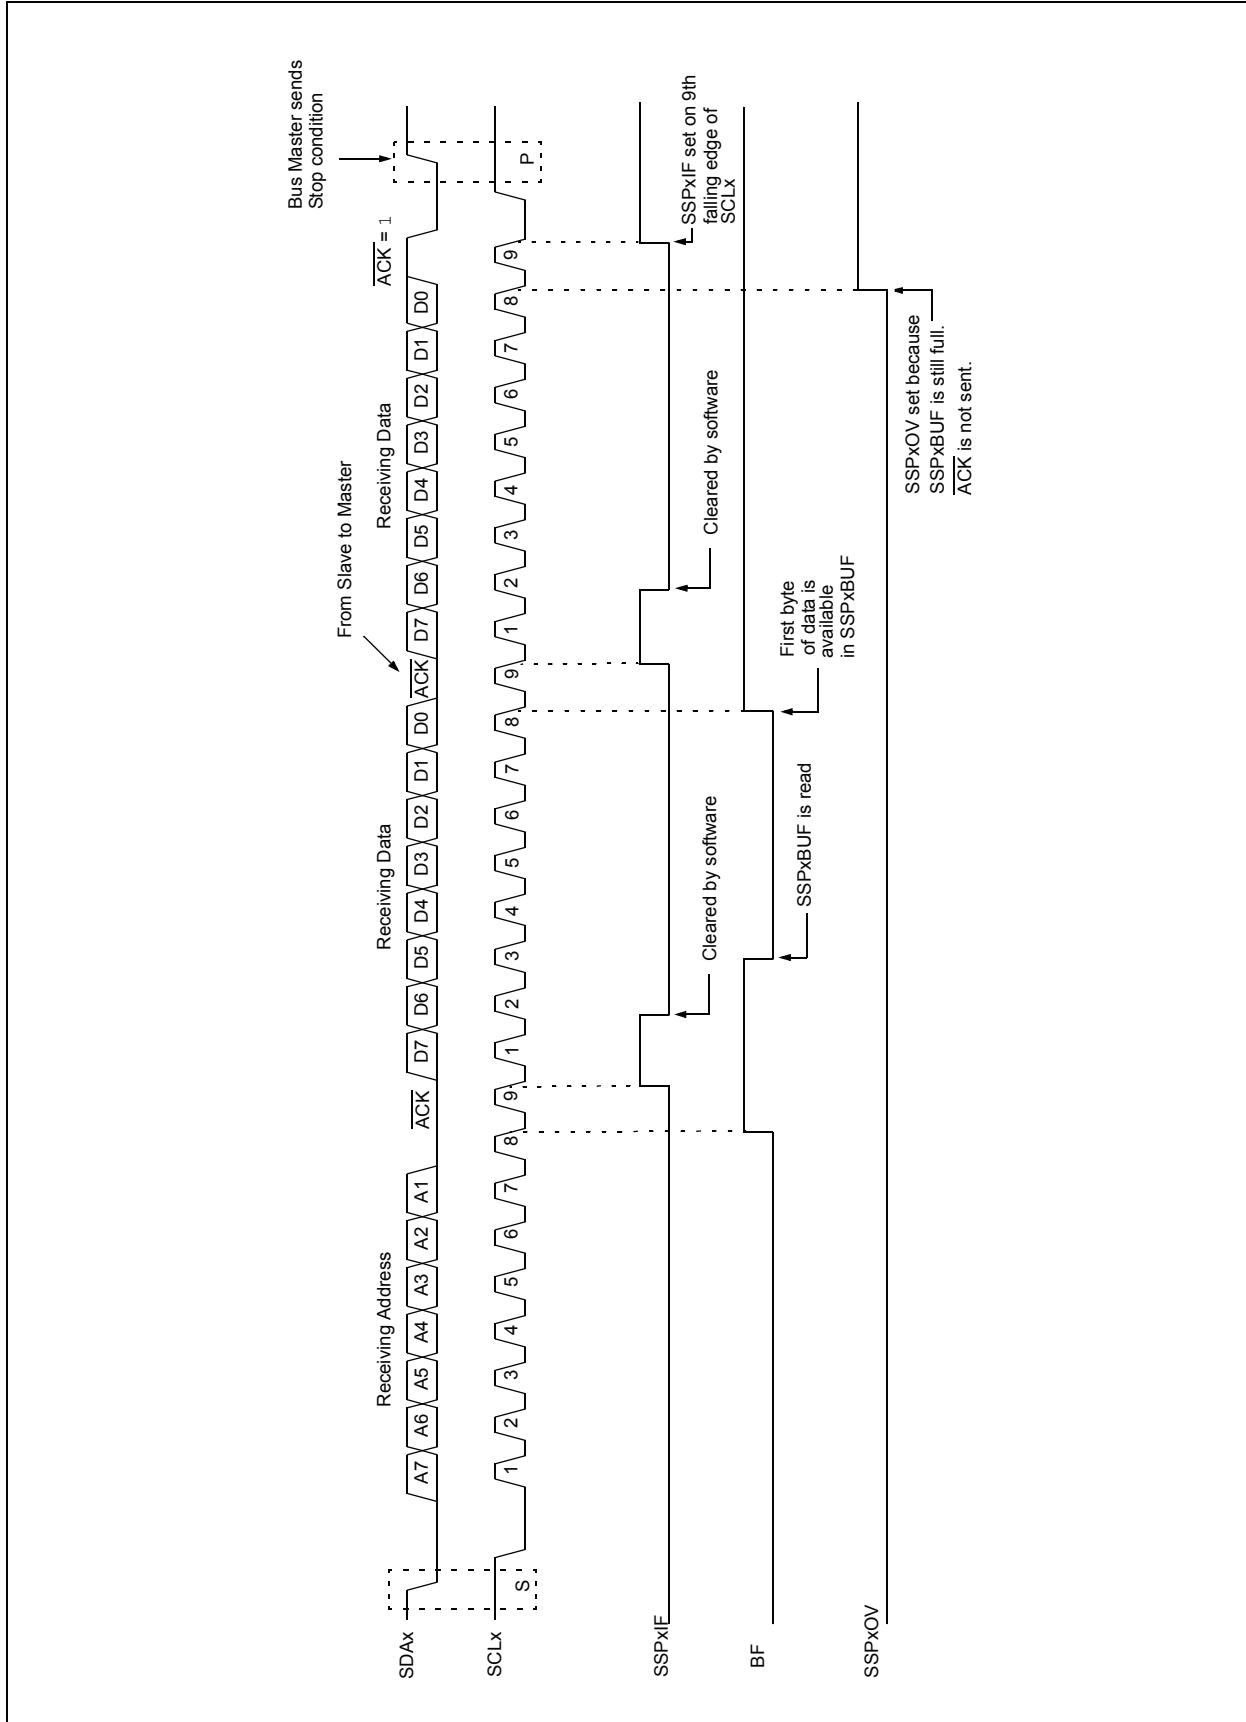 Bus Master sends
Stop condition
From Slave to Master
Receiving Address
Receiving Data
Receiving Data
ACK = 1
SDAx
A7 A6 A5 A4 A3 A2 A1 ACK D7 D6 D5 D4 D3 D2 D1 D0 ACK D7 D6 D5 D4 D3 D2 D1 D0
SCLx
S 1 2 3 4 5 6 7 8 9 1 2 3 4 5 6 7 8 9 1 2 3 4 5 6 7 8 9 P
SSPxIF
Cleared by software
Cleared by software
SSPxIF set on 9th
falling edge of
SCLx
BF
SSPxBUF is read
First byte
of data is
available
in SSPxBUF
SSPxOV
SSPxOV set because
SSPxBUF is still full.
ACK is not sent.